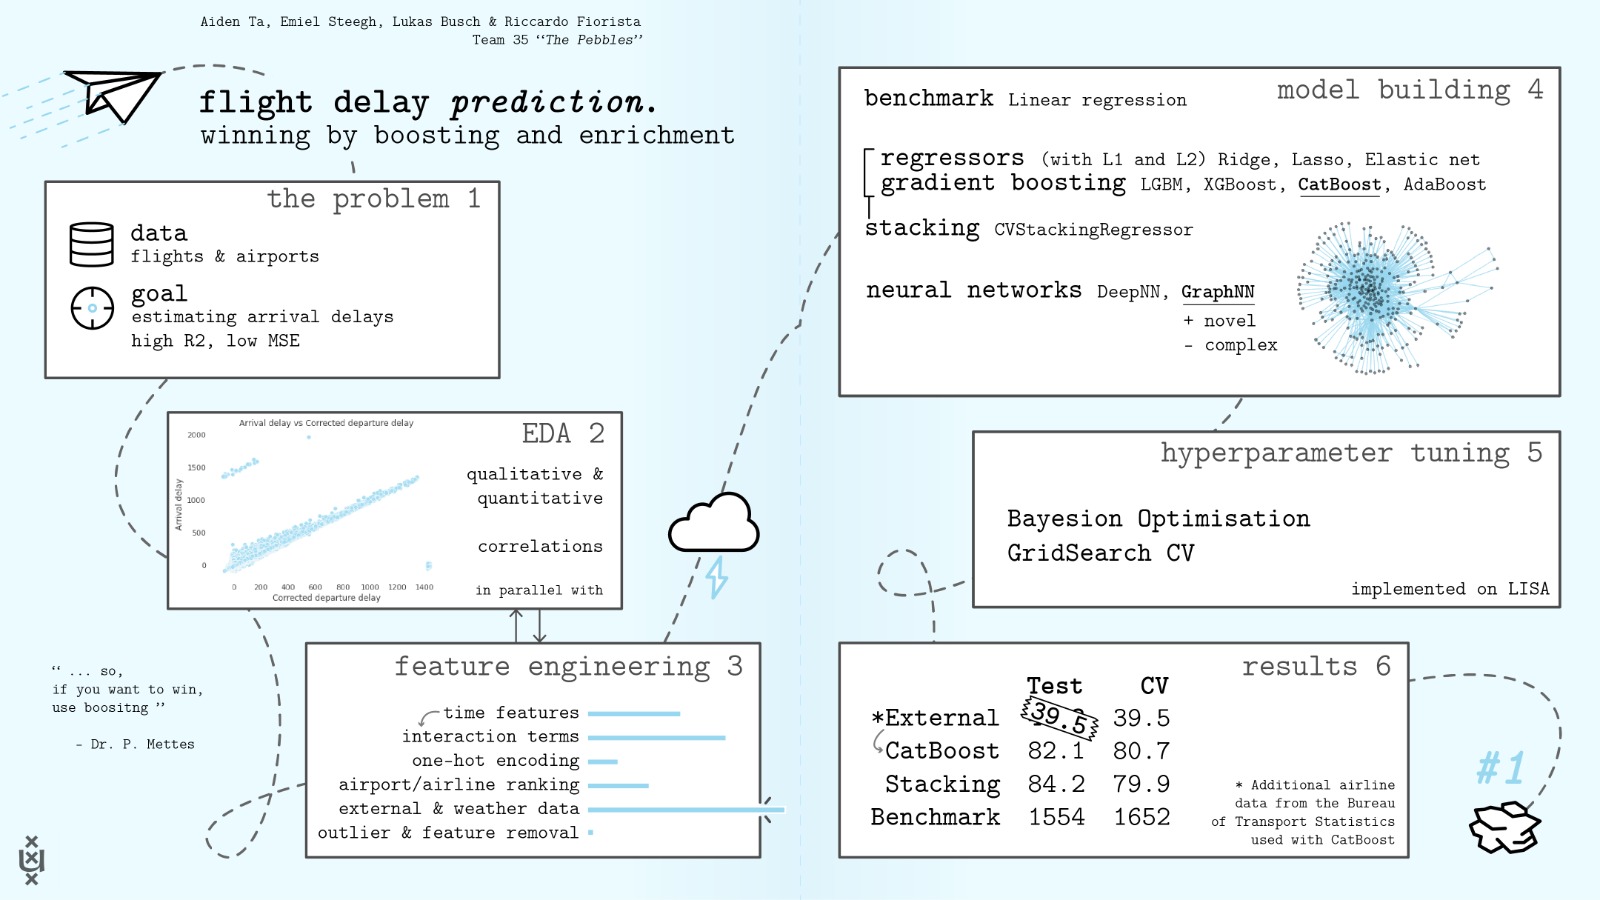 Aiden Ta, Emiel Steegh, Lukas Busch & Riccardo Fiorista
Team 35 “The Pebbles”
flight delay prediction.
winning by boosting and enrichment
the problem 1
data
flights & airports
goal
estimating arrival delays
high R2, low MSE
EDA 2
Arrival delay vs Corrected departure delay
2000
1500
1000
500
0
Arrival delay
0 200 400 600 800 1000 1200 1400
Corrected departure delay
qualitative &
quantitative
correlations
in parallel with
“ ... so,
if you want to win,
use boositng ”
- Dr. P. Mettes
feature engineering 3
time features
interaction terms
one-hot encoding
airport/airline ranking
external & weather data
outlier & feature removal
model building 4
benchmark Linear regression
regressors (with L1 and L2) Ridge, Lasso, Elastic net
gradient boosting LGBM, XGBoost, CatBoost, AdaBoost
stacking CVStackingRegressor
neural networks DeepNN, GraphNN
+ novel
- complex
hyperparameter tuning 5
Bayesion Optimisation
GridSearch CV
implemented on LISA
results 6
Test CV
*External 39.5 39.5
CatBoost 82.1 80.7
Stacking 84.2 79.9
Benchmark 1554 1652
* Additional airline
data from the Bureau
of Transport Statistics
used with CatBoost
#1